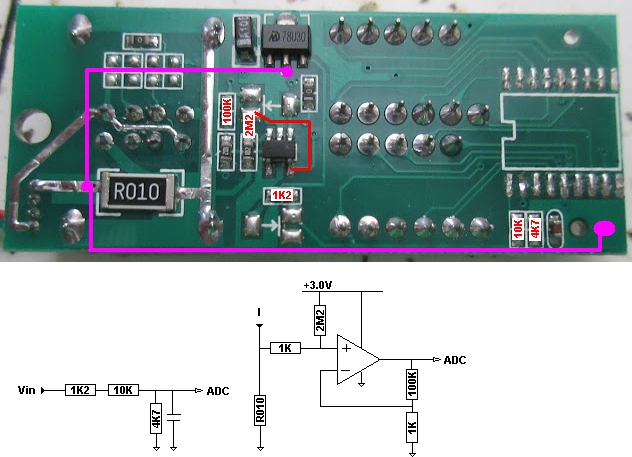 78U30
100K
2M2
R010
1K2
10K
4K7
+3.0V
I
2M2
1K
+
-
ADC
100K
Vin
1K2
10K
ADC
4K7
R010
1K